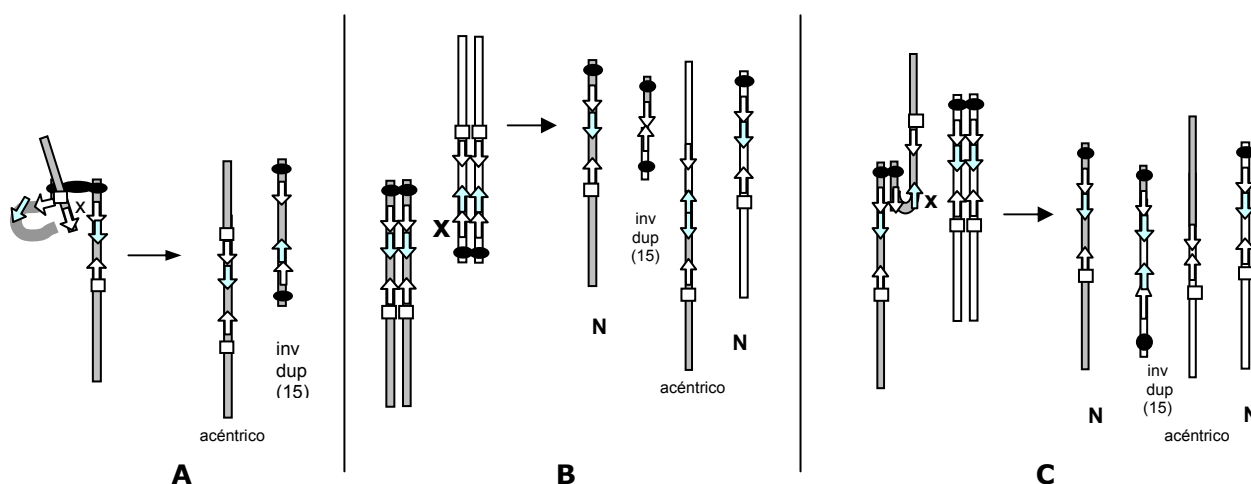 x
inv
dup
(15)
acéntrico
A
X
N
inv
dup
(15)
acéntrico
N
B
x
N
inv
dup
(15)
acéntrico
N
C